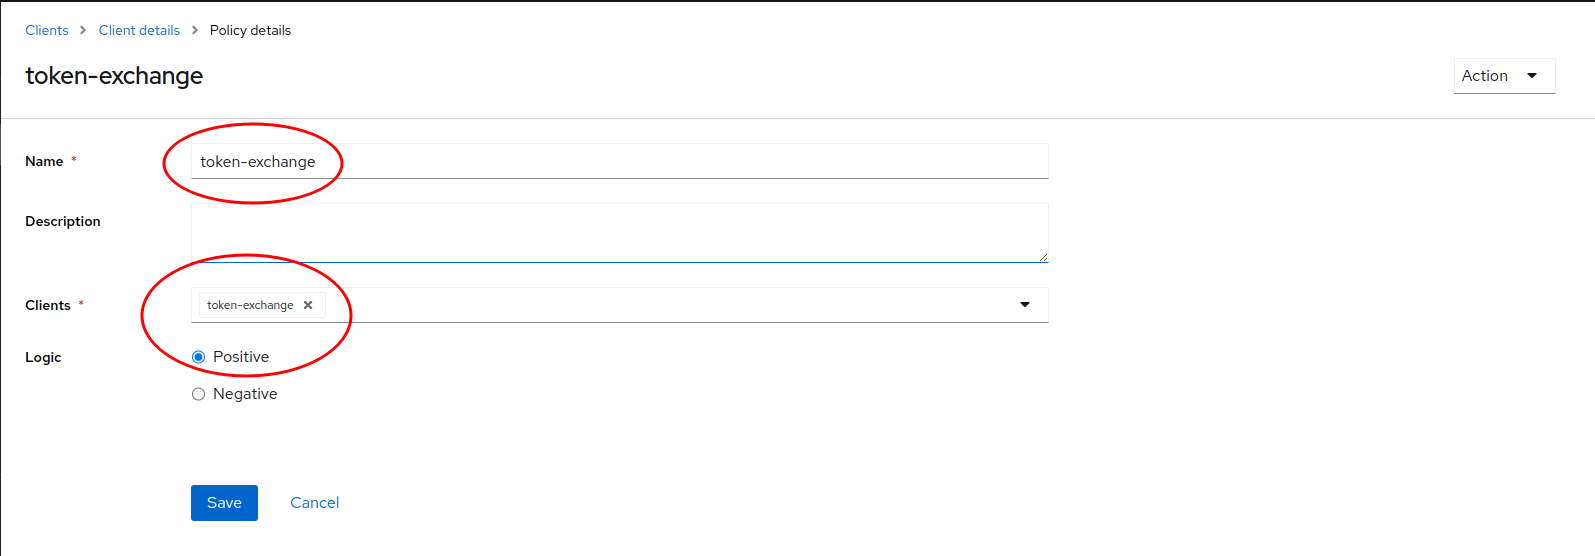 Clients > Client details > Policy details
token-exchange
Action
Name *
token-exchange
Description
Clients *
token-exchange
Logic
Positive
Negative
Save
Cancel